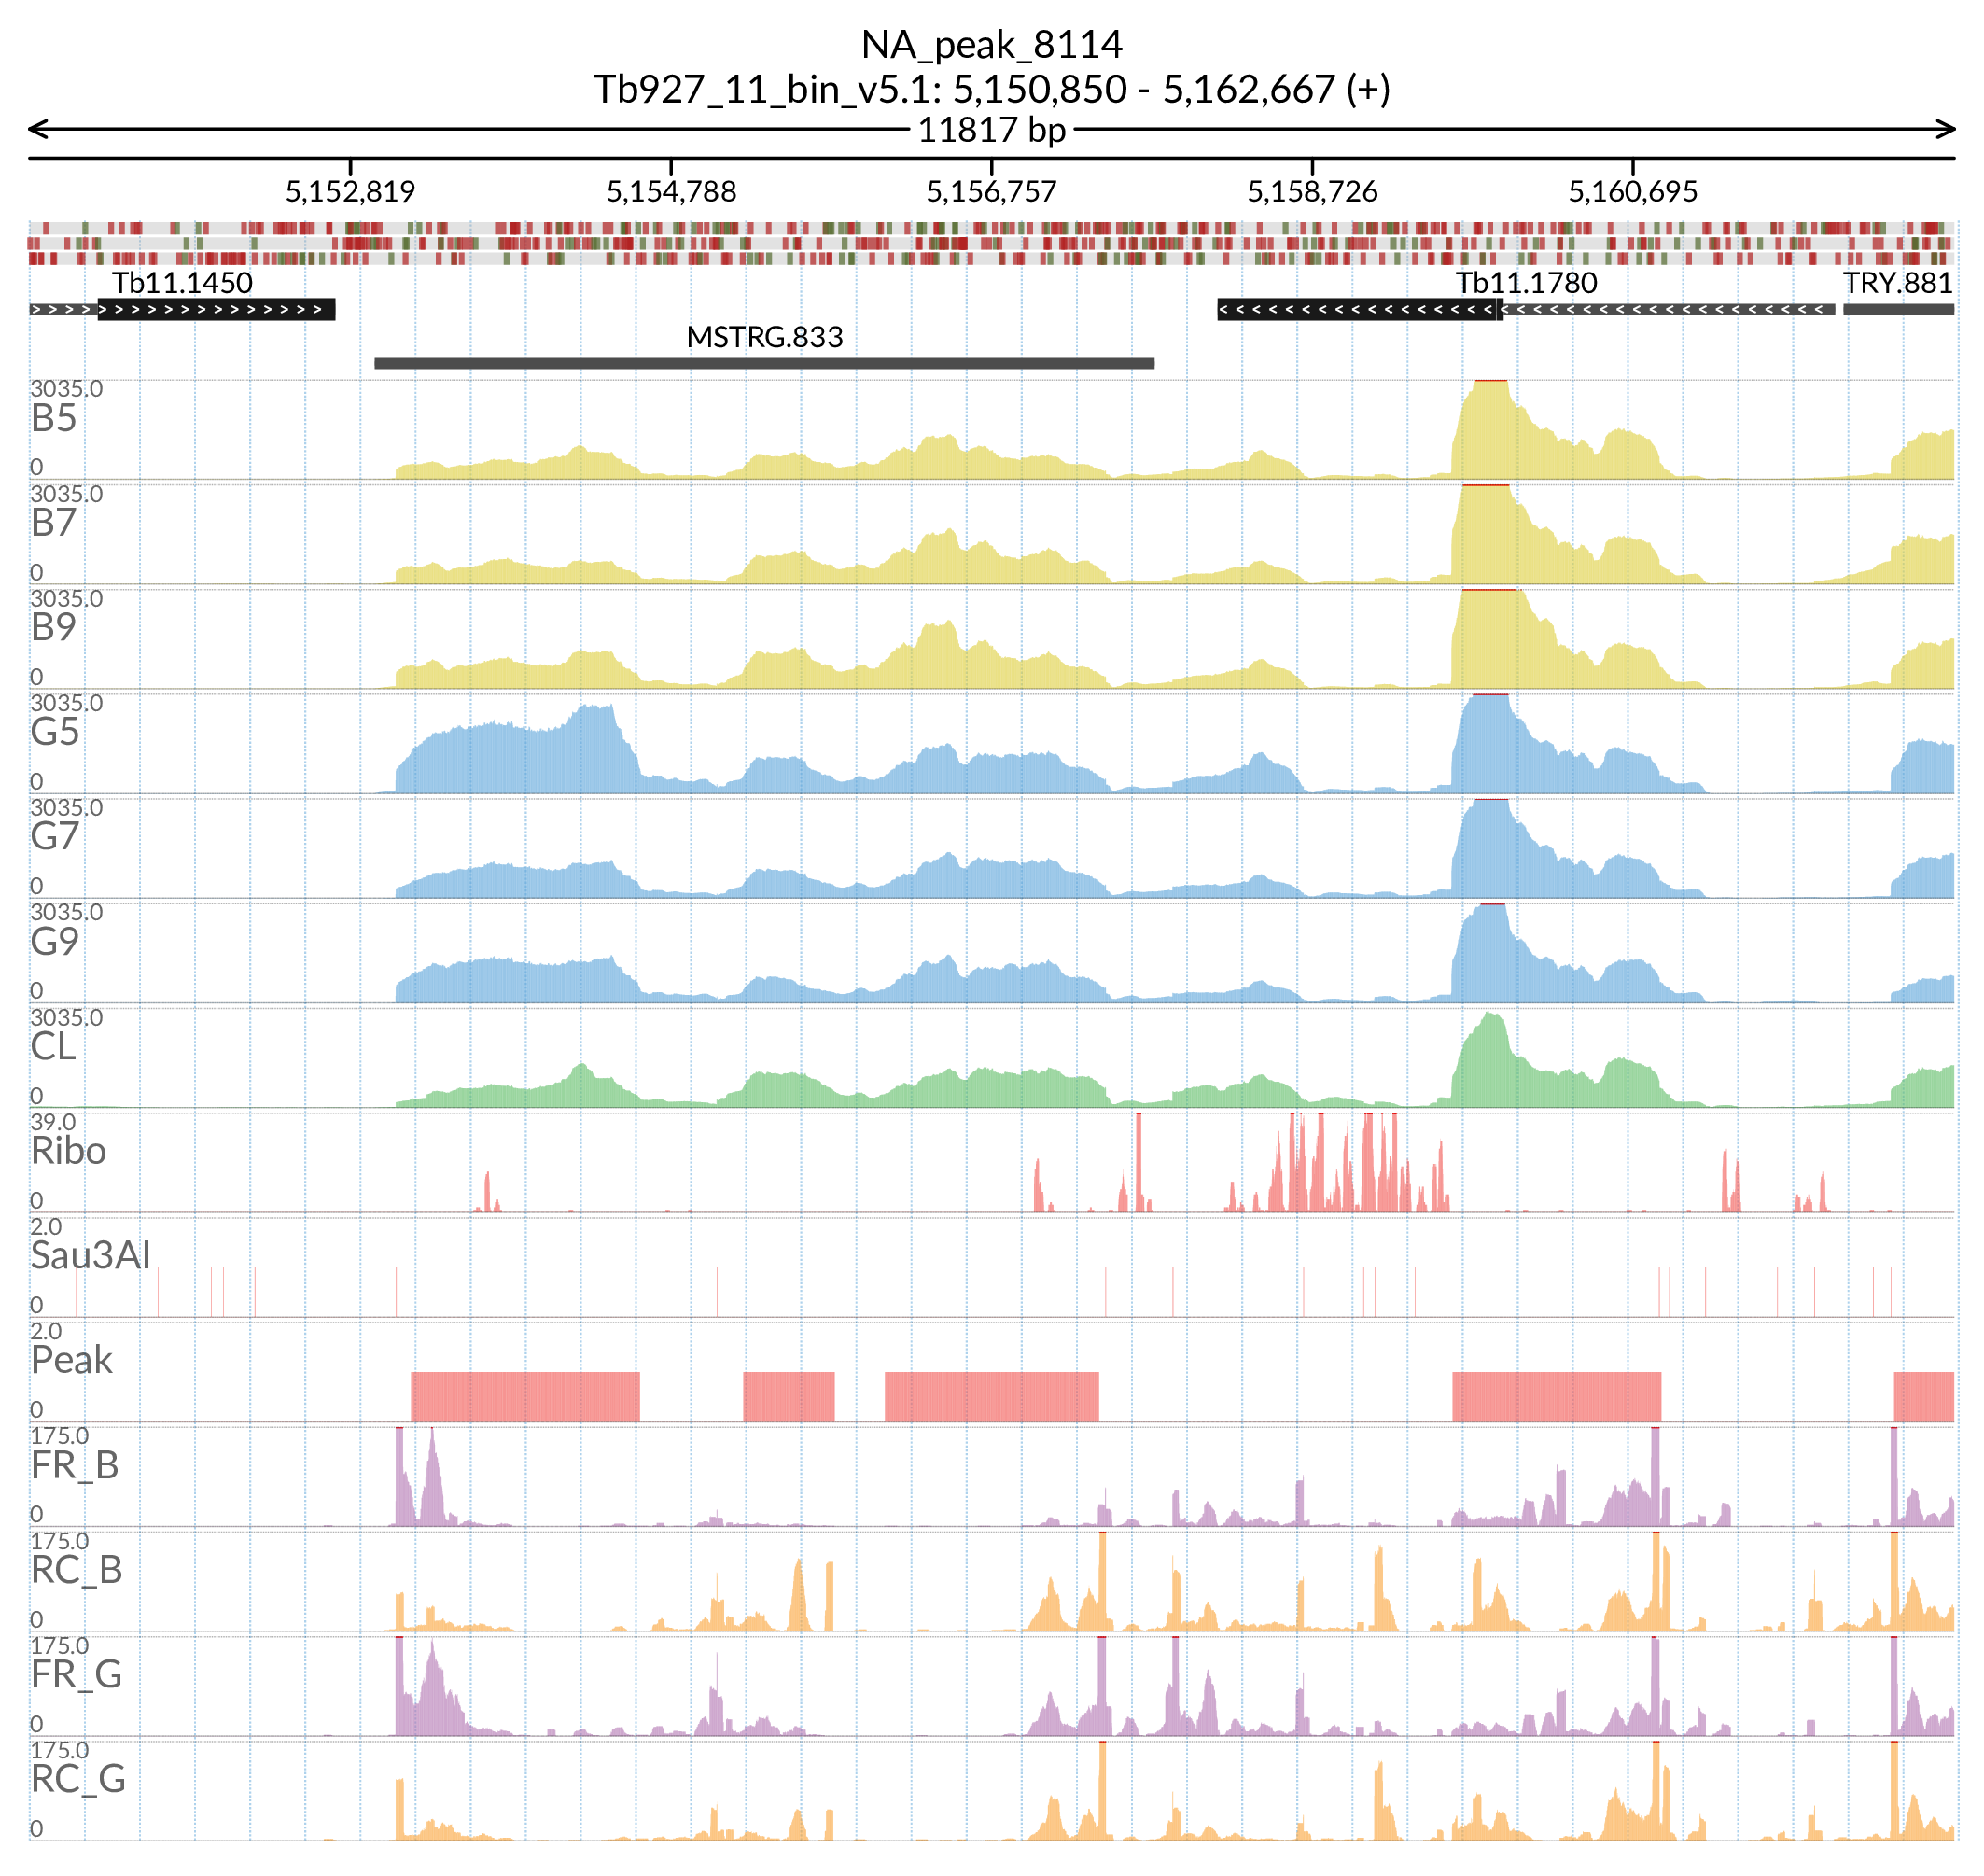 NA_peak_8114
Tb927_11_bin_v5.1: 5,150,850 - 5,162,667 (+)
11817 bp
5,152,819 5,154,788 5,156,757 5,158,726 5,160,695
Tb11.1450 Tb11.1780 TRY.881
MSTRG.833
3035.0
B5
0
3035.0
B7
0
3035.0
B9
0
3035.0
G5
0
3035.0
G7
0
3035.0
G9
0
3035.0
CL
0
39.0
Ribo
0
2.0
Sau3AI
0
2.0
Peak
0
175.0
FR_B
0
175.0
RC_B
0
175.0
FR_G
0
175.0
RC_G
0